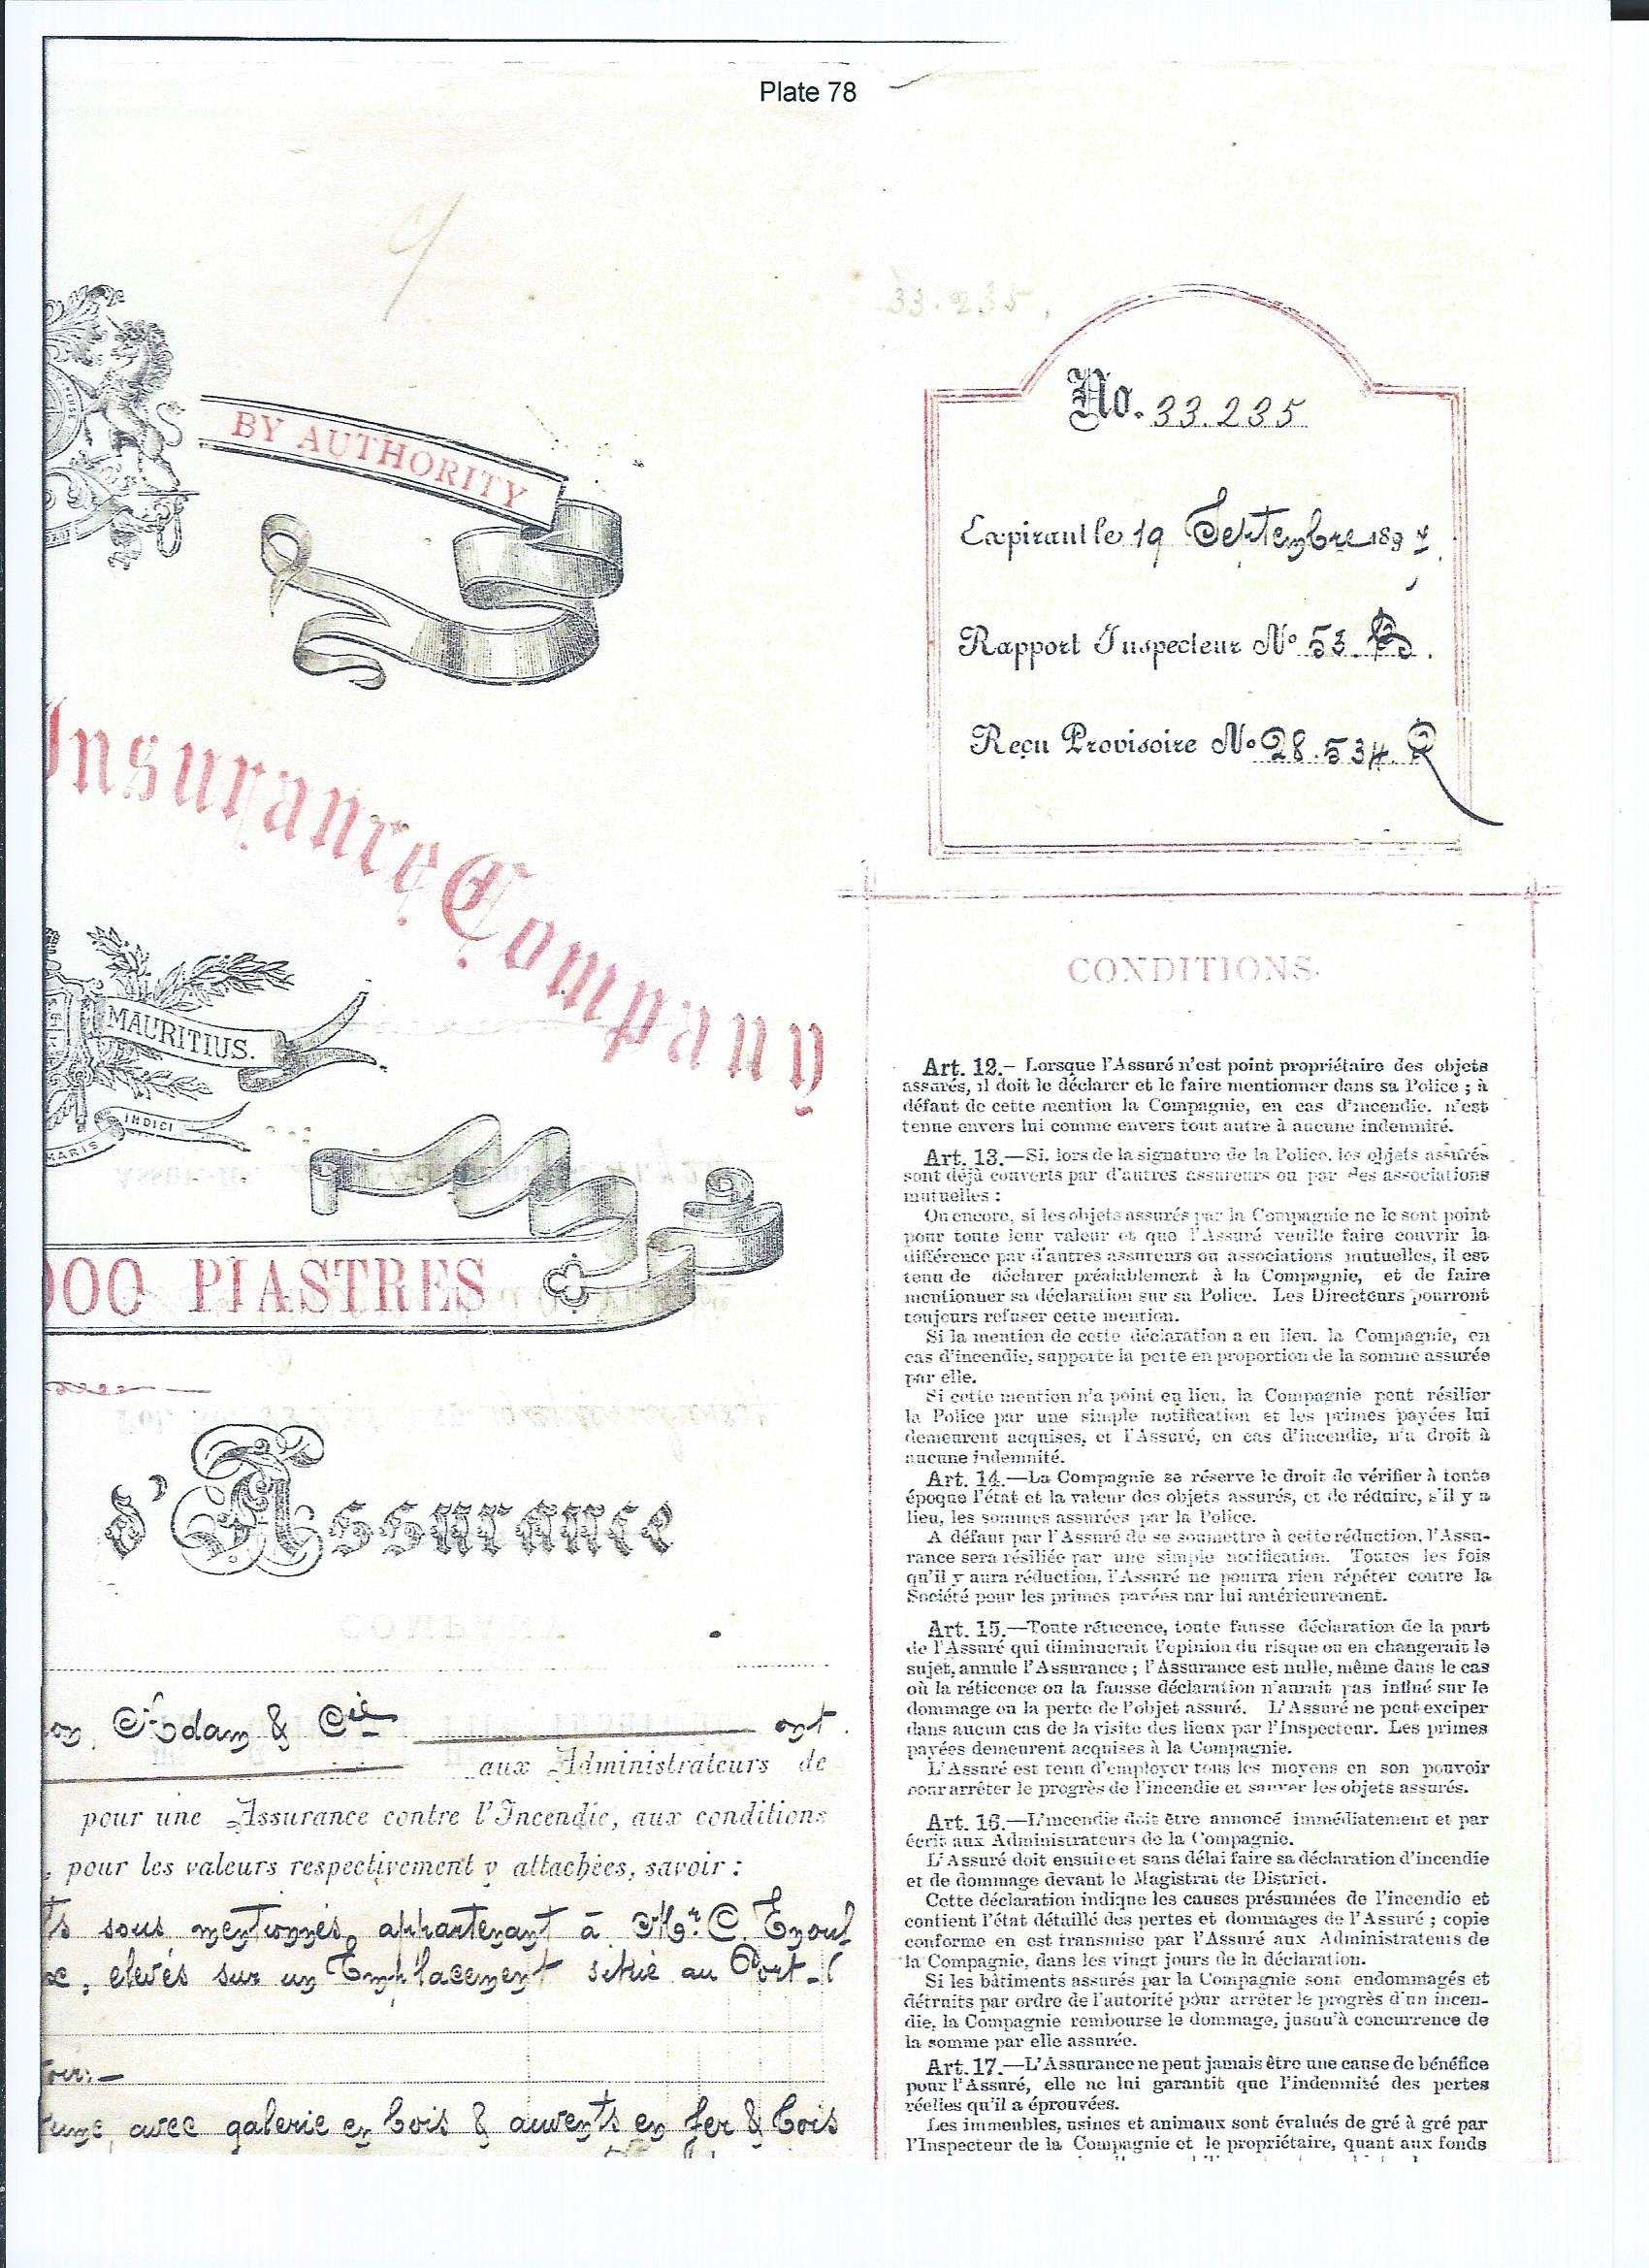 Plate 78
33.235
BY AUTHORITY
Insurance Company
MAURITIUS.
INDICI
MARIS
000 PIASTRES
d'Assurance
Adam & Cie ont
aux Administrateurs de
pour une Assurance contre l'Incendie, aux conditions
, pour les valeurs respectivement y attachées, savoir :
ts sous mentionnés, appartenant à Mr. C.
elevés sur un Emplacement situé au Port-
avec galerie en bois & auvents en fer & bois
No. 33.235
Expirant le 19 Septembre 189
Rapport Inspecteur No 53.
Reçu Provisoire No 28.534.
CONDITIONS.
Art. 12.— Lorsque l'Assuré n'est point propriétaire des objets
assurés, il doit le déclarer et le faire mentionner dans sa Police ; à
défaut de cette mention la Compagnie, en cas d'incendie, n'est
tenue envers lui comme envers tout autre à aucune indemnité.
Art. 13.—Si, lors de la signature de la Police, les objets assurés
sont déjà couverts par d'autres assureurs ou par des associations
mutuelles :
Ou encore, si les objets assurés par la Compagnie ne le sont point
pour toute leur valeur et que l'Assuré veuille faire couvrir la
différence par d'autres assureurs ou associations mutuelles, il est
tenu de déclarer préalablement à la Compagnie, et de faire
mentionner sa déclaration sur sa Police. Les Directeurs pourront
toujours refuser cette mention.
Si la mention de cette déclaration a eu lieu, la Compagnie, en
cas d'incendie, supporte la perte en proportion de la somme assurée
par elle.
Si cette mention n'a point eu lieu, la Compagnie peut résilier
la Police par une simple notification et les primes payées lui
demeurent acquises, et l'Assuré, en cas d'incendie, n'a droit à
aucune indemnité.
Art. 14.—La Compagnie se réserve le droit de vérifier à toute
époque l'état et la valeur des objets assurés, et de réduire, s'il y a
lieu, les sommes assurées par la Police.
A défaut par l'Assuré de se soumettre à cette réduction, l'Assu-
rance sera résiliée par une simple notification. Toutes les fois
qu'il y aura réduction, l'Assuré ne pourra rien répéter contre la
Société pour les primes payées par lui antérieurement.
Art. 15.—Toute réticence, toute fausse déclaration de la part
de l'Assuré qui diminuerait l'opinion du risque ou en changerait le
sujet, annule l'Assurance ; l'Assurance est nulle, même dans le cas
où la réticence ou la fausse déclaration n'aurait pas influé sur le
dommage ou la perte de l'objet assuré. L'Assuré ne peut exciper
dans aucun cas de la visite des lieux par l'Inspecteur. Les primes
payées demeurent acquises à la Compagnie.
L'Assuré est tenu d'employer tous les moyens en son pouvoir
pour arrêter le progrès de l'incendie et sauver les objets assurés.
Art. 16.—L'incendie doit être annoncé immédiatement et par
écrit aux Administrateurs de la Compagnie.
L'Assuré doit ensuite et sans délai faire sa déclaration d'incendie
et de dommage devant le Magistrat de District.
Cette déclaration indique les causes présumées de l'incendie et
contient l'état détaillé des pertes et dommages de l'Assuré ; copie
conforme en est transmise par l'Assuré aux Administrateurs de
la Compagnie, dans les vingt jours de la déclaration.
Si les bâtiments assurés par la Compagnie sont endommagés et
détruits par ordre de l'autorité pour arrêter le progrès d'un incen-
die, la Compagnie rembourse le dommage, jusqu'à concurrence de
la somme par elle assurée.
Art. 17.—L'Assurance ne peut jamais être une cause de bénéfice
pour l'Assuré, elle ne lui garantit que l'indemnité des pertes
réelles qu'il a éprouvées.
Les immeubles, usines et animaux sont évalués de gré à gré par
l'Inspecteur de la Compagnie et le propriétaire, quant aux fonds